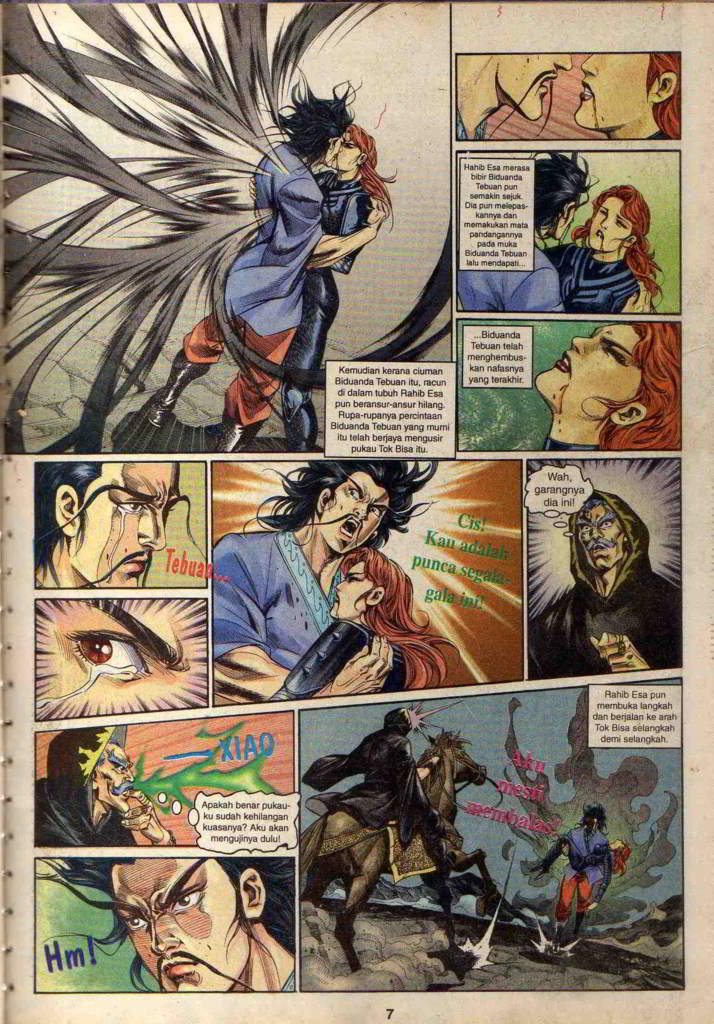 Kemudian kerana ciuman
Biduanda Tebuan itu, racun
di dalam tubuh Rahib Esa
pun beransur-ansur hilang.
Rupa-rupanya percintaan
Biduanda Tebuan yang murni
itu telah berjaya mengusir
pukau Tok Bisa itu.
Rahib Esa merasa
bibir Biduanda
Tebuan pun
semakin sejuk.
Dia pun melepas-
kannya dan
memakukan mata
pandangannya
pada muka
Biduanda Tebuan
lalu mendapati...
...Biduanda
Tebuan telah
menghembus-
kan nafasnya
yang terakhir.
Tebuan...
Cis!
Kau adalah
punca segala-
gala ini!
Wah,
garangnya
dia ini!
XIAO
Apakah benar pukau-
ku sudah kehilangan
kuasanya? Aku akan
mengujinya dulu!
Hm!
Rahib Esa pun
membuka langkah
dan berjalan ke arah
Tok Bisa selangkah
demi selangkah.
Aku
mesti
membalas!
7